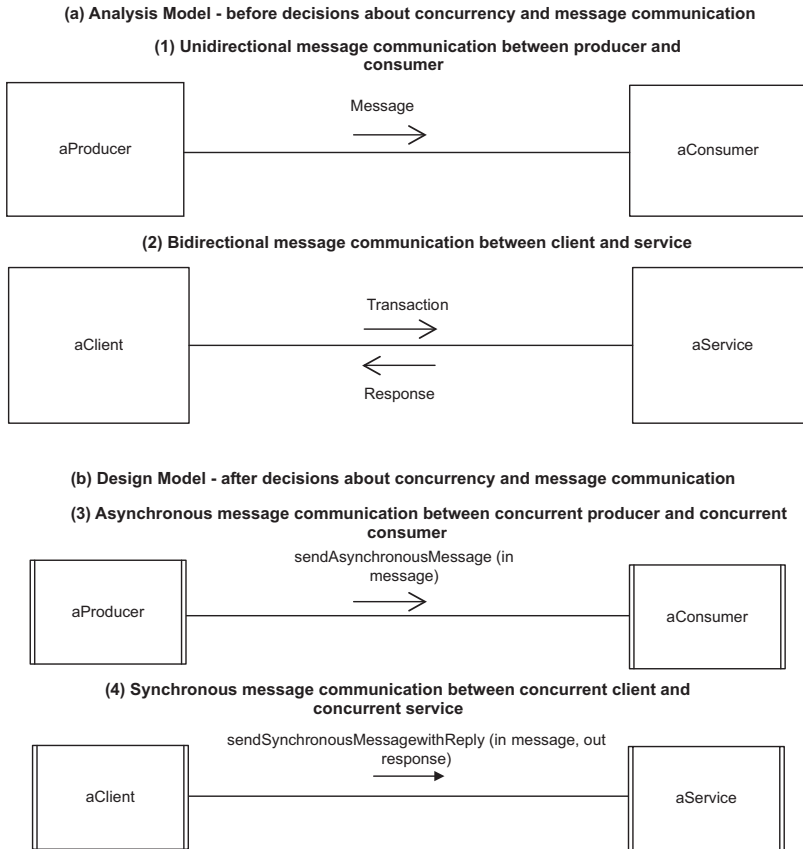 (a) Analysis Model - before decisions about concurrency and message communication
(1) Unidirectional message communication between producer and
consumer
Message
aProducer
aConsumer
(2) Bidirectional message communication between client and service
Transaction
aClient
aService
Response
(b) Design Model - after decisions about concurrency and message communication
(3) Asynchronous message communication between concurrent producer and concurrent
consumer
sendAsynchronousMessage (in
message)
aProducer
aConsumer
(4) Synchronous message communication between concurrent client and
concurrent service
sendSynchronousMessagewithReply (in message, out
response)
aClient
aService